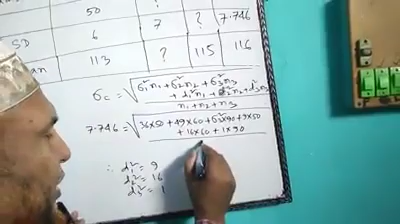 50 ?
SD 6 7 ? 7.746
an 113 ? 115 116
σc = √ σ₁²n₁ + σ₂²n₂ + σ₃²n₃
+ d₁²n₁ + d₂²n₂ + d₃²n₃
n₁ + n₂ + n₃
7.746 = √ 36×50 + 49×60 + σ₃²×90 + 9×50
+ 16×60 + 1×90
∴ d₁² = 9
d₂² = 16
d₃² = 1